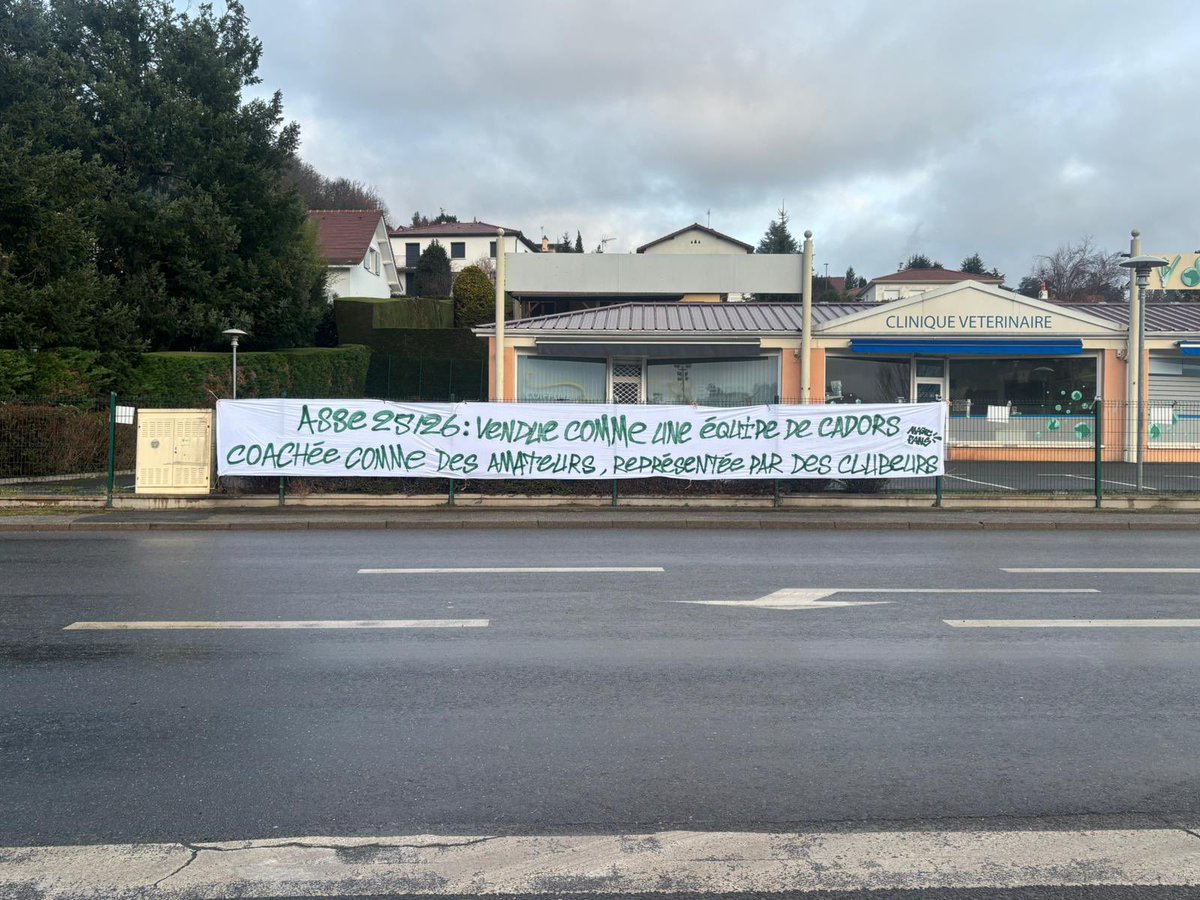 CLINIQUE VETERINAIRE
ASSE 25/26 : VENDUE COMME UNE ÉQUIPE DE CADORS
COACHÉE COMME DES AMATEURS, REPRÉSENTÉE PAR DES CLUBEURS